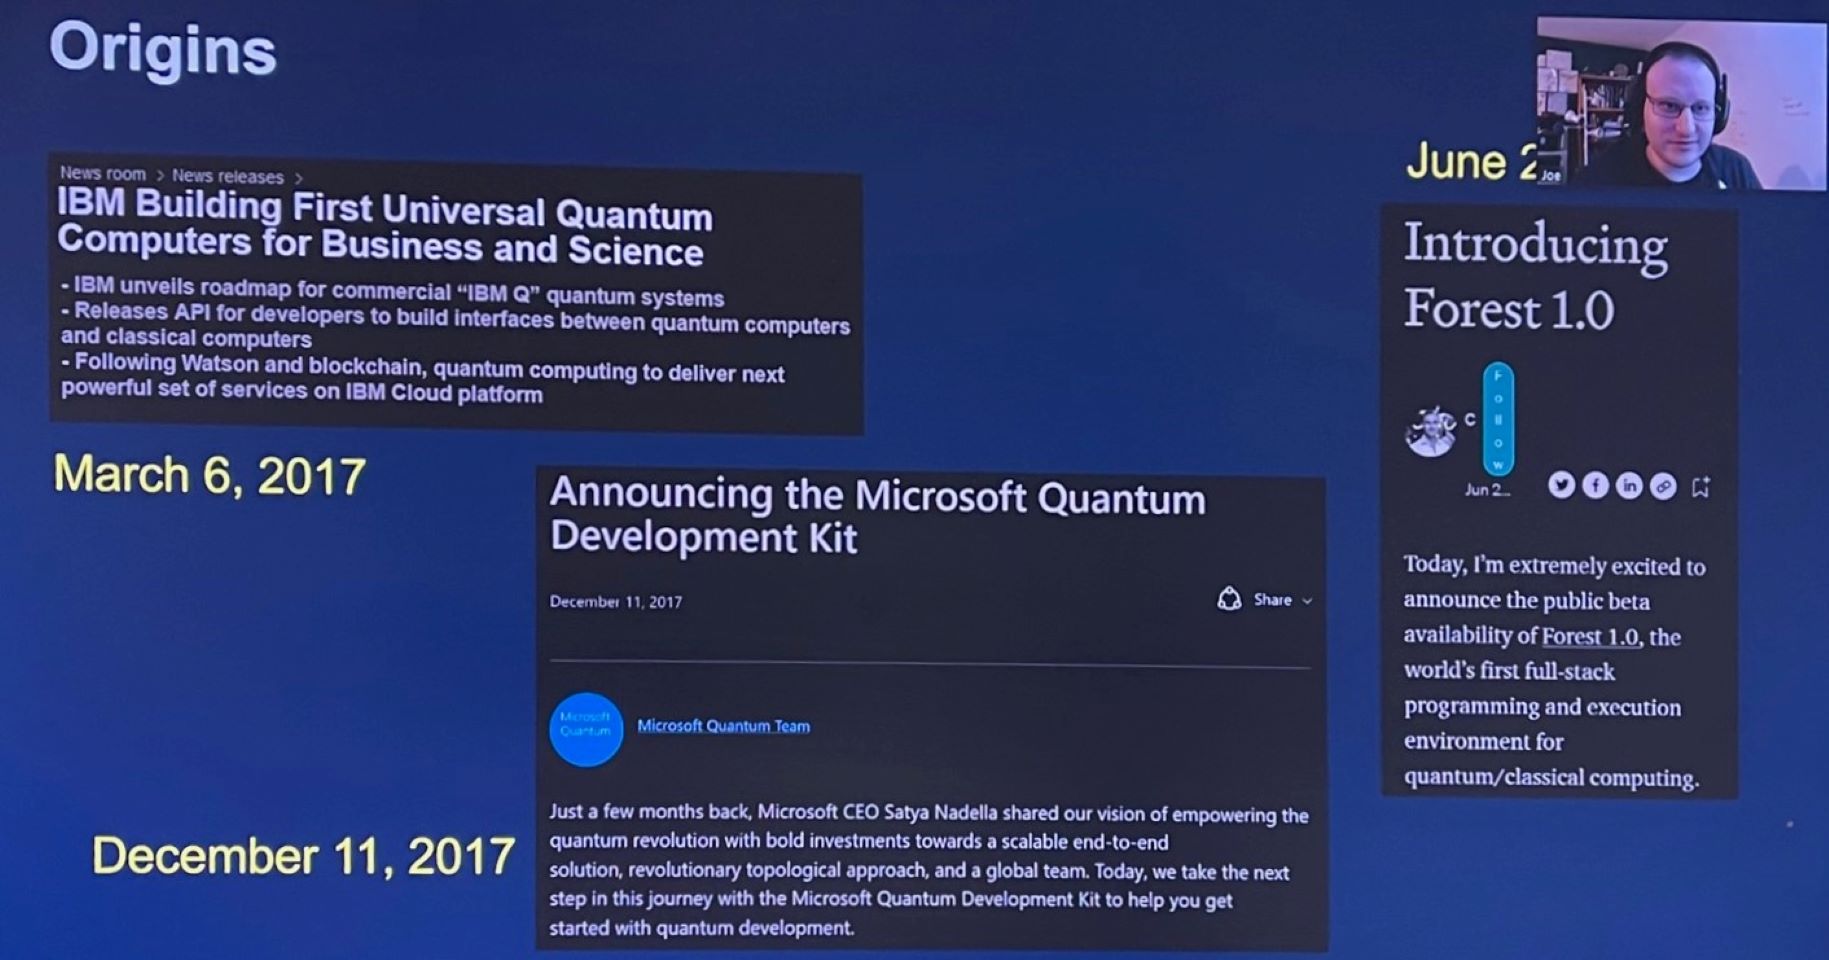 Origins
News room > News releases >
IBM Building First Universal Quantum
Computers for Business and Science
- IBM unveils roadmap for commercial “IBM Q” quantum systems
- Releases API for developers to build interfaces between quantum computers
and classical computers
- Following Watson and blockchain, quantum computing to deliver next
powerful set of services on IBM Cloud platform
March 6, 2017
Announcing the Microsoft Quantum
Development Kit
December 11, 2017
Share
Microsoft
Quantum
Microsoft Quantum Team
Just a few months back, Microsoft CEO Satya Nadella shared our vision of empowering the
quantum revolution with bold investments towards a scalable end-to-end
solution, revolutionary topological approach, and a global team. Today, we take the next
step in this journey with the Microsoft Quantum Development Kit to help you get
started with quantum development.
December 11, 2017
June 2
Joe
Introducing
Forest 1.0
C
F
o
ll
o
w
Jun 2...
in
Today, I’m extremely excited to
announce the public beta
availability of Forest 1.0, the
world’s first full-stack
programming and execution
environment for
quantum/classical computing.